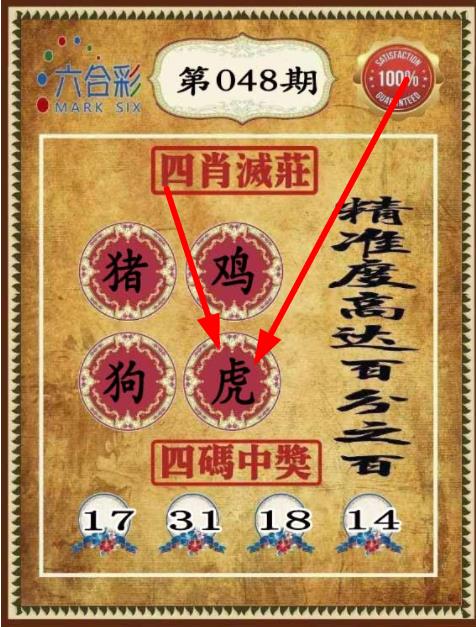 六合彩
MARK SIX
第048期
SATISFACTION
100%
GUARANTEED
四肖滅莊
猪
鸡
狗
虎
精准度高达百分之百
四碼中獎
17 31 18 14